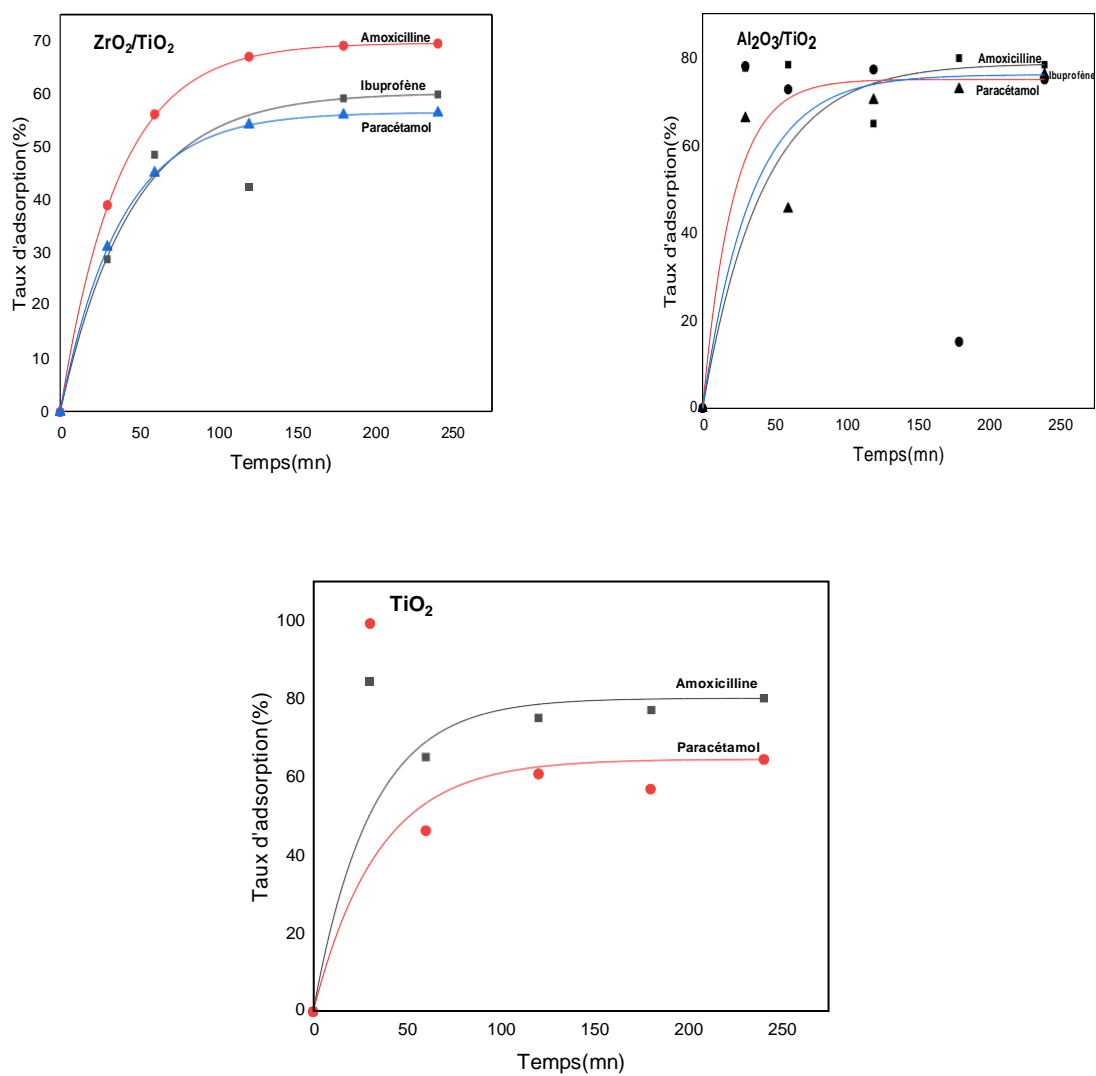 ZrO2/TiO2
Amoxicilline
Ibuprofène
Paracétamol
Taux d'adsorption(%)
70
60
50
40
30
20
10
0
0 50 100 150 200 250
Temps(mn)
Al2O3/TiO2
Amoxicilline
Ibuprofène
Paracétamol
Taux d'adsorption(%)
80
60
40
20
0
0 50 100 150 200 250
Temps(mn)
TiO2
Amoxicilline
Paracétamol
Taux d'adsorption(%)
100
80
60
40
20
0
0 50 100 150 200 250
Temps(mn)